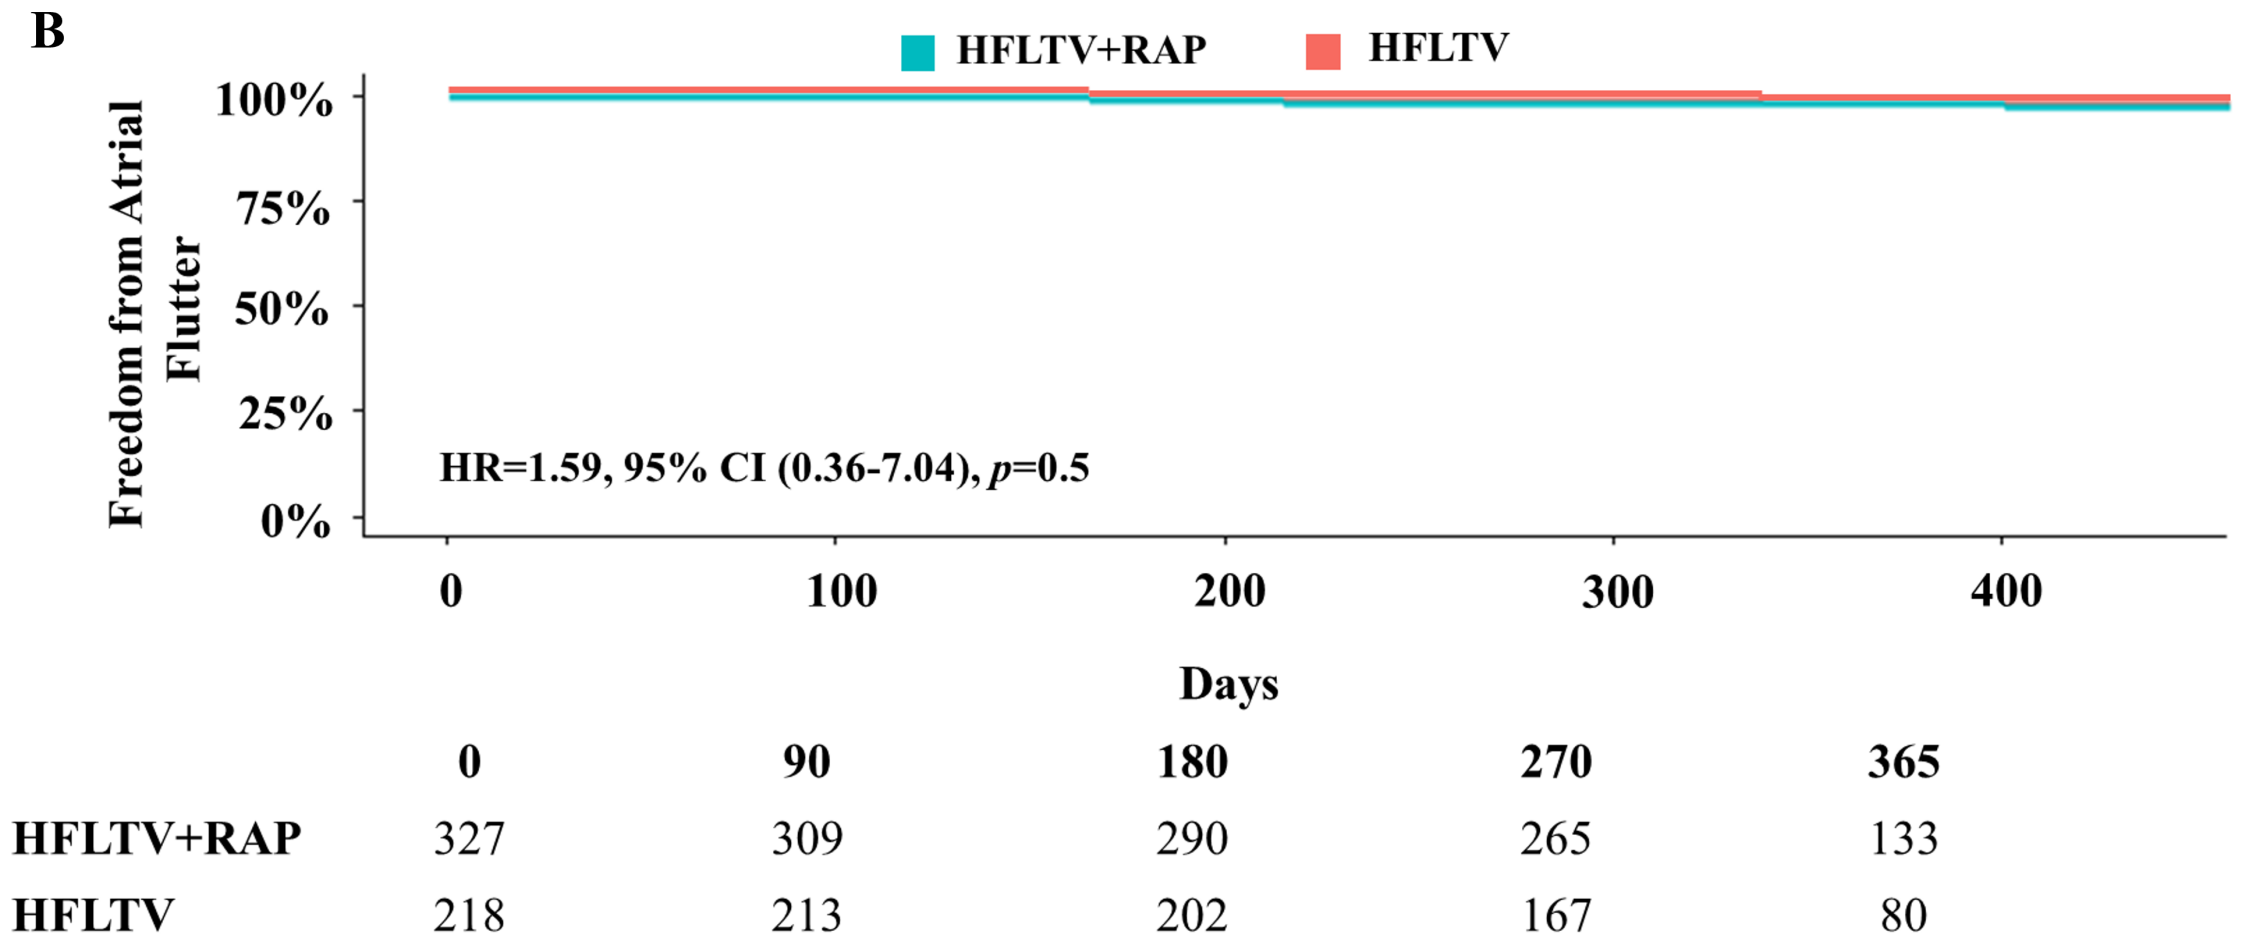 B
HFLTV+RAP HFLTV
Freedom from Atrial
Flutter
100%
75%
50%
25%
0%
HR=1.59, 95% CI (0.36-7.04), p=0.5
0 100 200 300 400
Days
0 90 180 270 365
HFLTV+RAP 327 309 290 265 133
HFLTV 218 213 202 167 80